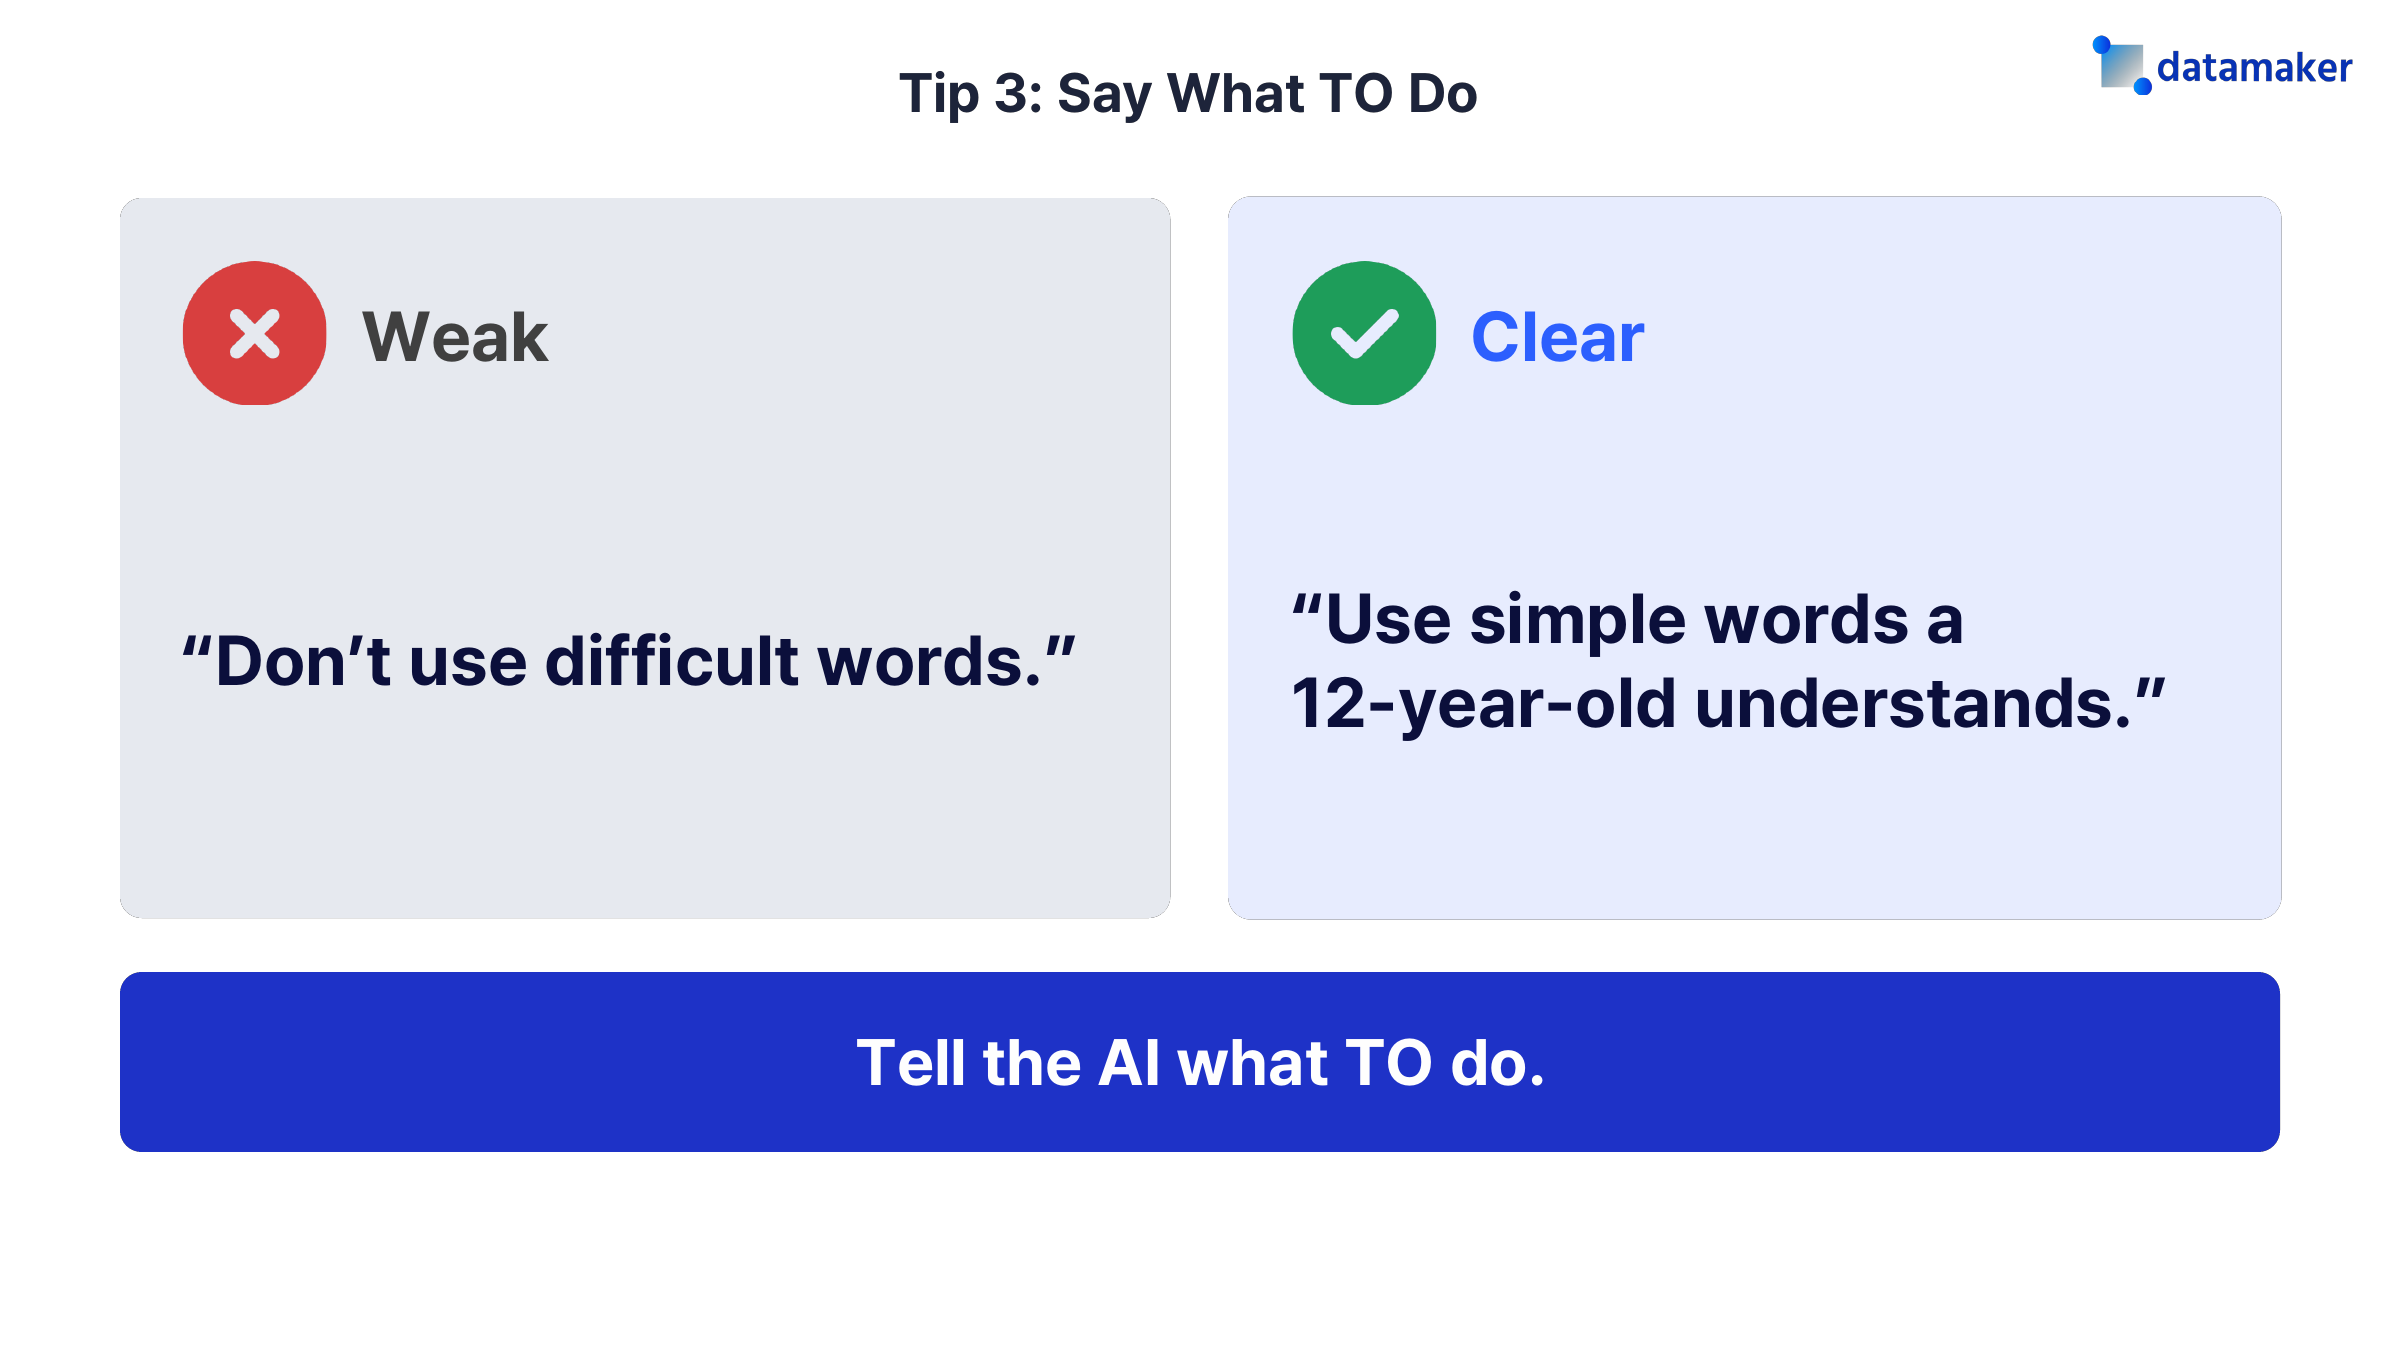 Tip 3: Say What TO Do
datamaker
Weak
“Don’t use difficult words.”
Clear
“Use simple words a
12-year-old understands.”
Tell the AI what TO do.